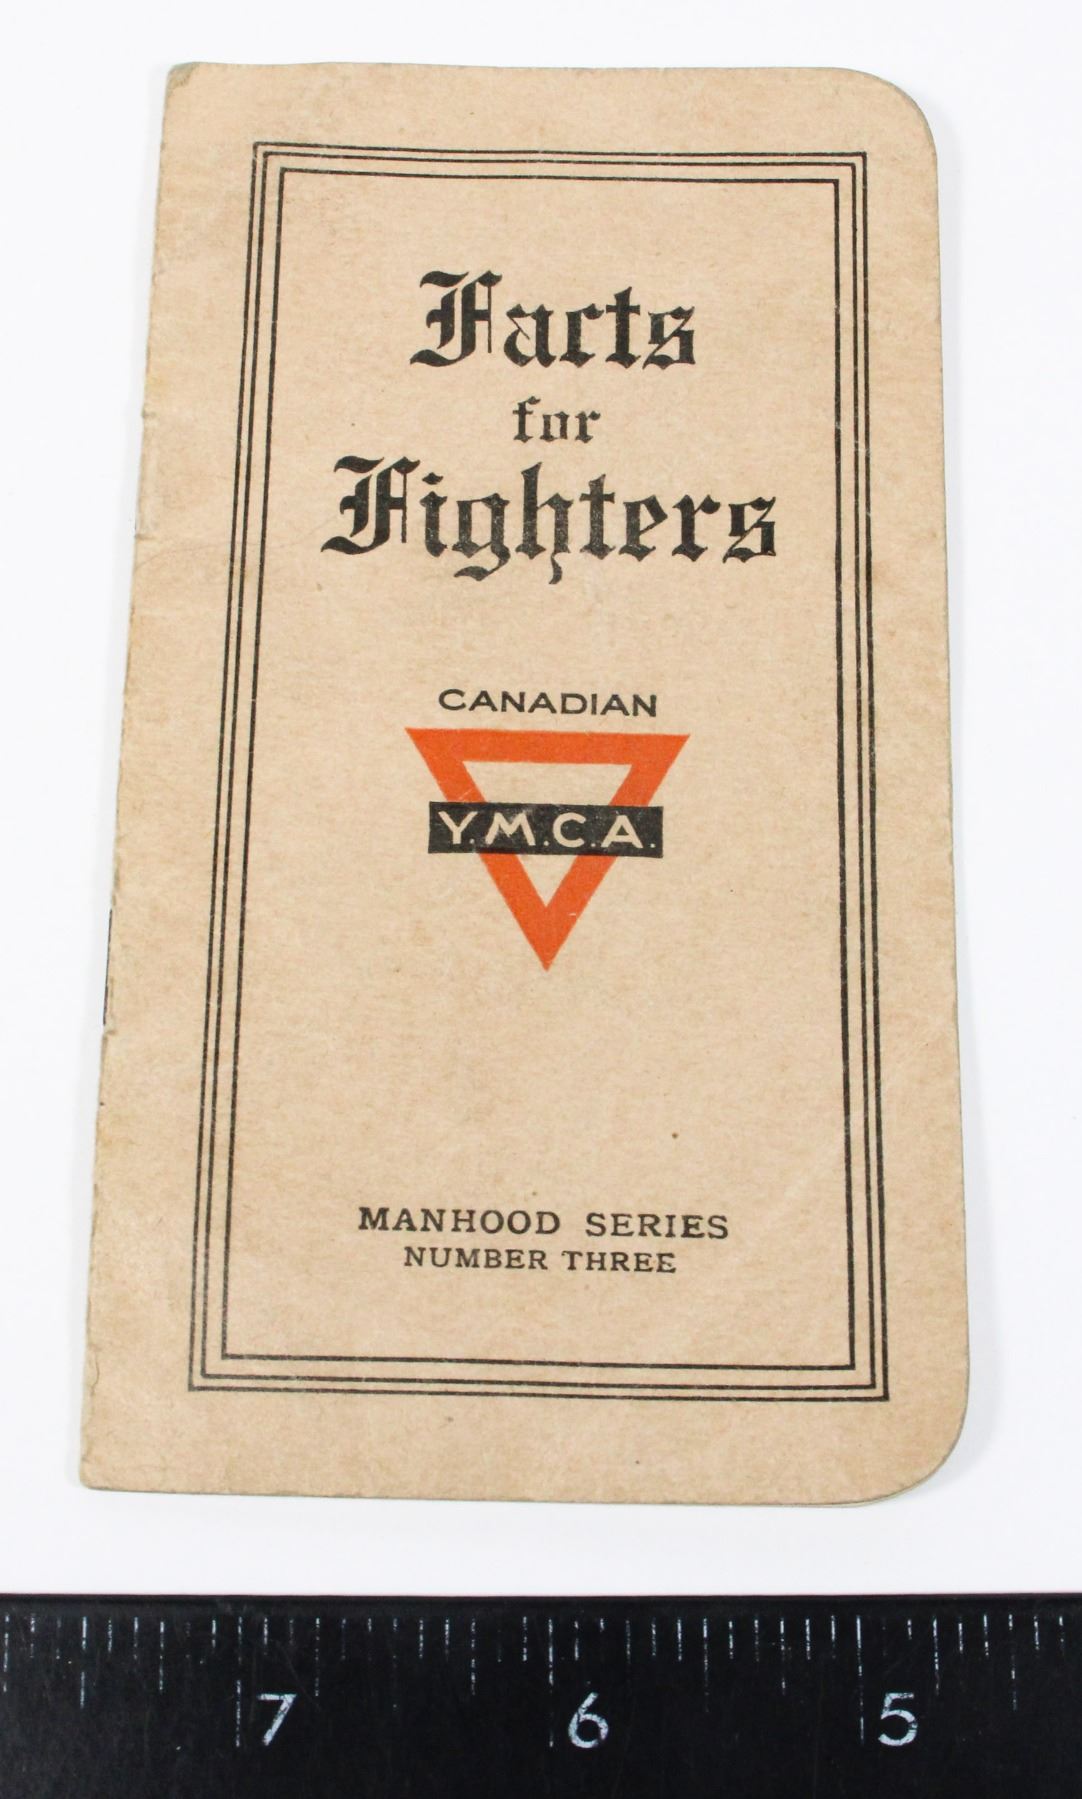 Facts
for
Fighters
CANADIAN
Y.M.C.A.
MANHOOD SERIES
NUMBER THREE
7 6 5